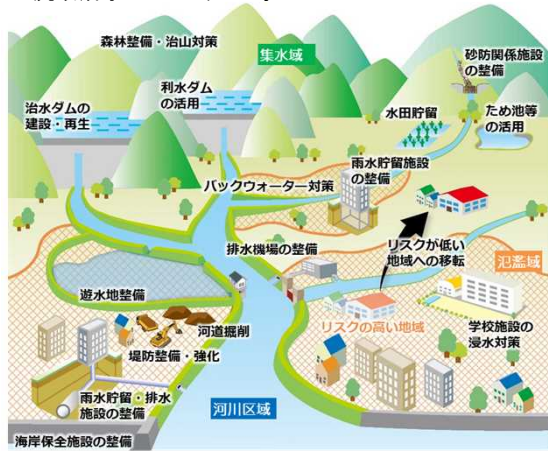 森林整備・治山対策
集水域
砂防関係施設
の整備
治水ダムの
建設・再生
利水ダム
の活用
水田貯留
ため池等
の活用
雨水貯留施設
の整備
バックウォーター対策
排水機場の整備
リスクが低い
地域への移転
氾濫域
遊水地整備
リスクの高い地域
学校施設の
浸水対策
河道掘削
堤防整備・強化
雨水貯留・排水
施設の整備
河川区域
海岸保全施設の整備